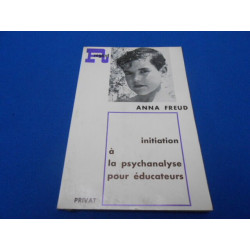 ANNA FREUD
initiation
à
la psychanalyse
pour éducateurs
PRIVAT